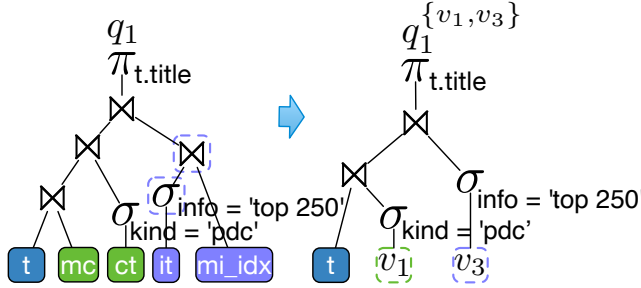 q₁
π t.title
⋈
⋈ ⋈
⋈ σ info = 'top 250'
σ kind = 'pdc'
t mc ct it mi_idx
q₁^{v₁,v₃}
π t.title
⋈
⋈ σ info = 'top 250
σ kind = 'pdc’
t v₁ v₃